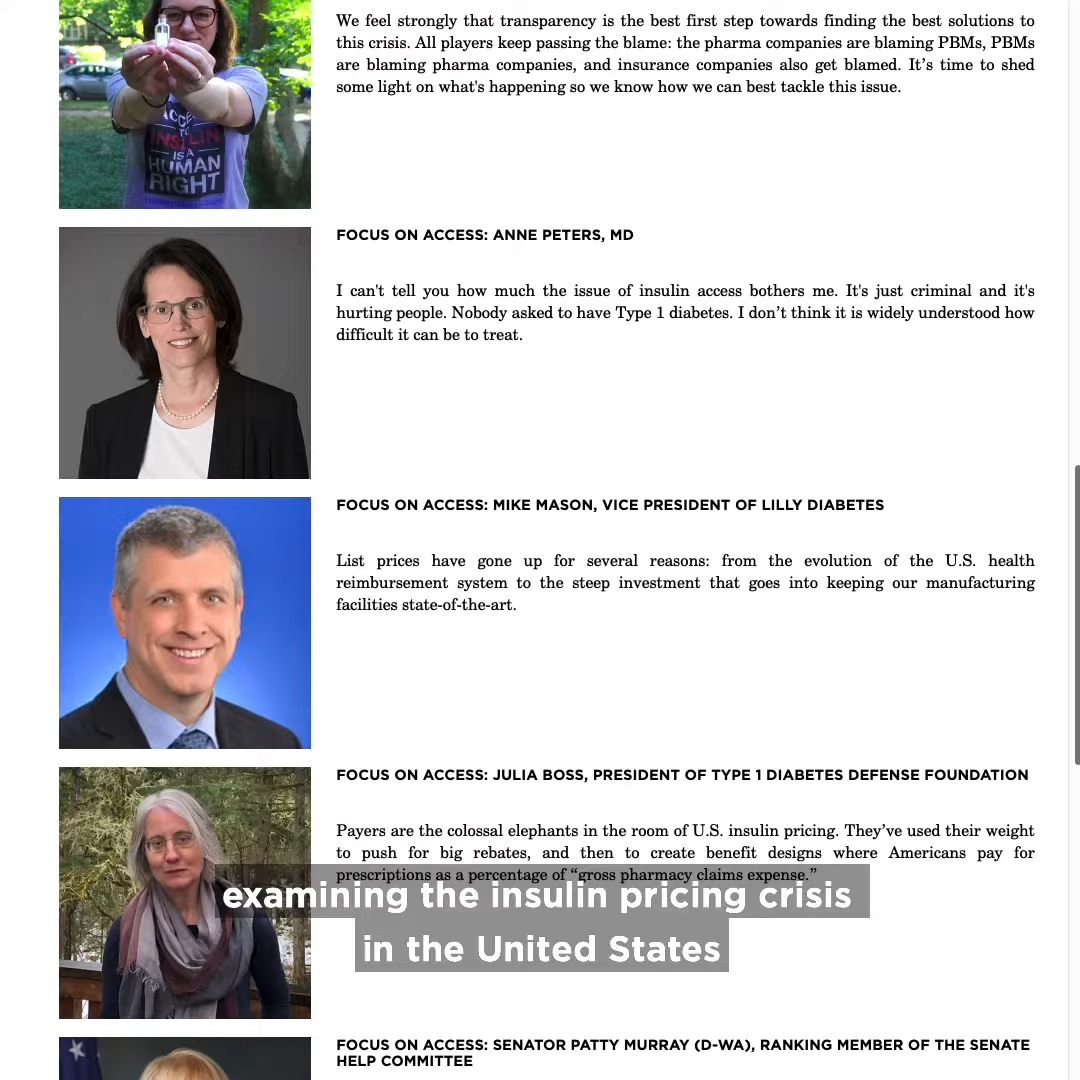 We feel strongly that transparency is the best first step towards finding the best solutions to
this crisis. All players keep passing the blame: the pharma companies are blaming PBMs, PBMs
are blaming pharma companies, and insurance companies also get blamed. It’s time to shed
some light on what's happening so we know how we can best tackle this issue.
INSULIN
IS A
HUMAN
RIGHT
FOCUS ON ACCESS: ANNE PETERS, MD
I can't tell you how much the issue of insulin access bothers me. It's just criminal and it's
hurting people. Nobody asked to have Type 1 diabetes. I don’t think it is widely understood how
difficult it can be to treat.
FOCUS ON ACCESS: MIKE MASON, VICE PRESIDENT OF LILLY DIABETES
List prices have gone up for several reasons: from the evolution of the U.S. health
reimbursement system to the steep investment that goes into keeping our manufacturing
facilities state-of-the-art.
FOCUS ON ACCESS: JULIA BOSS, PRESIDENT OF TYPE 1 DIABETES DEFENSE FOUNDATION
Payers are the colossal elephants in the room of U.S. insulin pricing. They’ve used their weight
to push for big rebates, and then to create benefit designs where Americans pay for
prescriptions as a percentage of “gross pharmacy claims expense.”
examining the insulin pricing crisis
in the United States
FOCUS ON ACCESS: SENATOR PATTY MURRAY (D-WA), RANKING MEMBER OF THE SENATE
HELP COMMITTEE